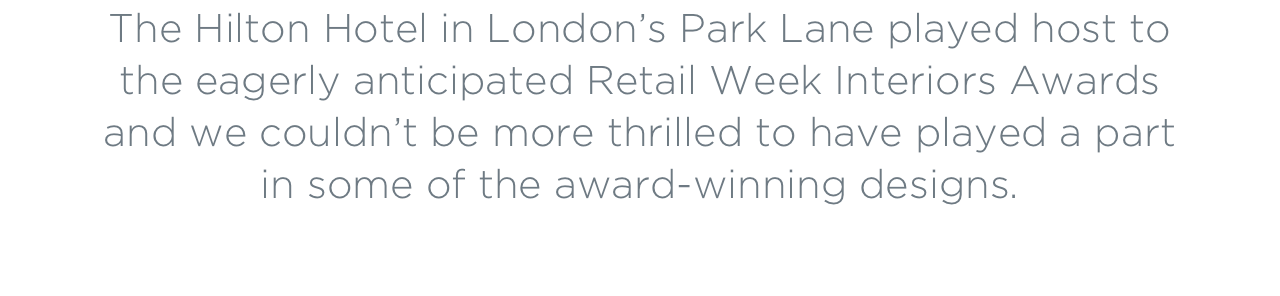 The Hilton Hotel in London’s Park Lane played host to
the eagerly anticipated Retail Week Interiors Awards
and we couldn’t be more thrilled to have played a part
in some of the award-winning designs.